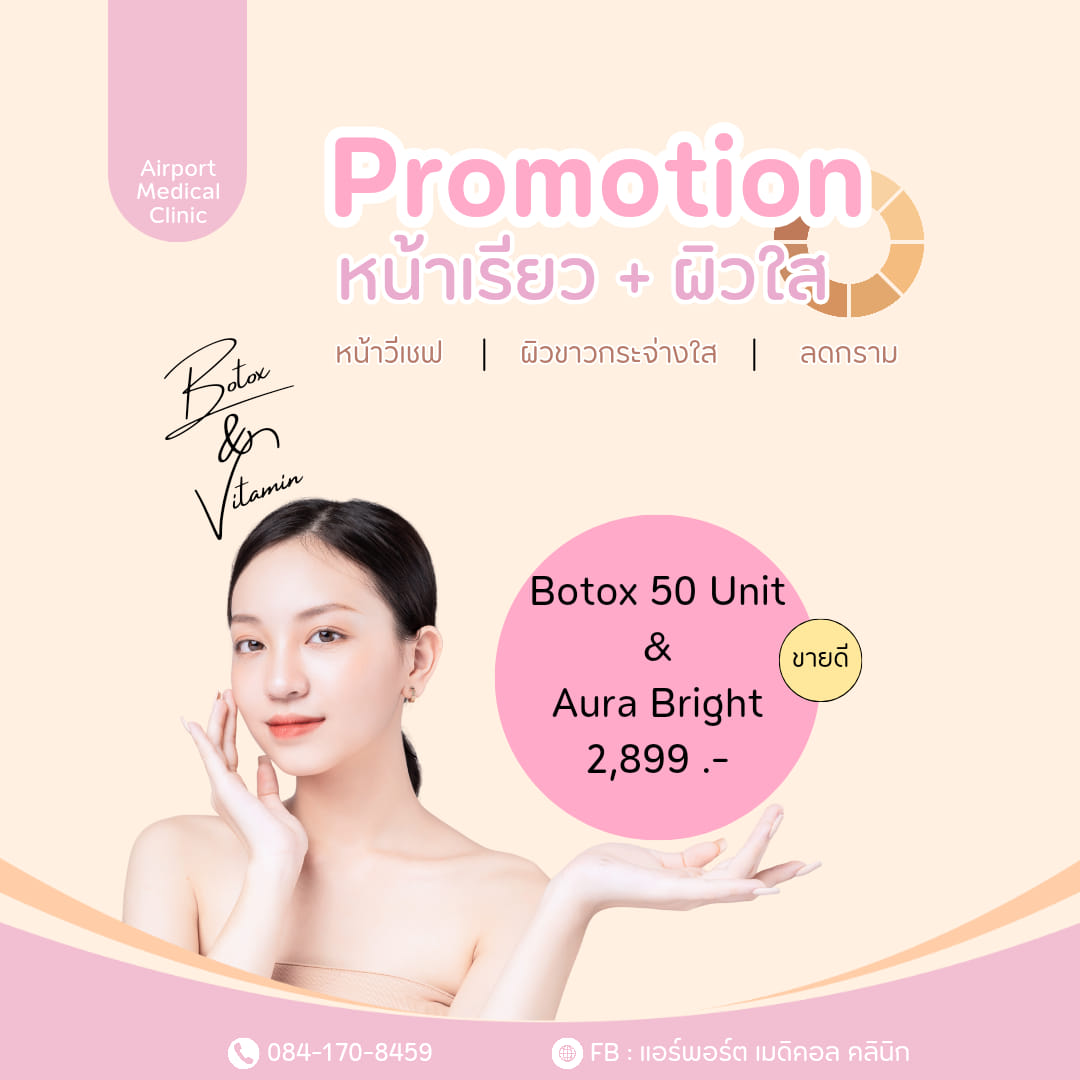 Airport
Medical
Clinic
Promotion
หน้าเรียว + ผิวใส
หน้าวีเชฟ | ผิวขาวกระจ่างใส | ลดกราม
Botox
&
Vitamin
Botox 50 Unit
&
Aura Bright
2,899 .-
ขายดี
084-170-8459
FB : แอร์พอร์ต เมดิคอล คลินิก